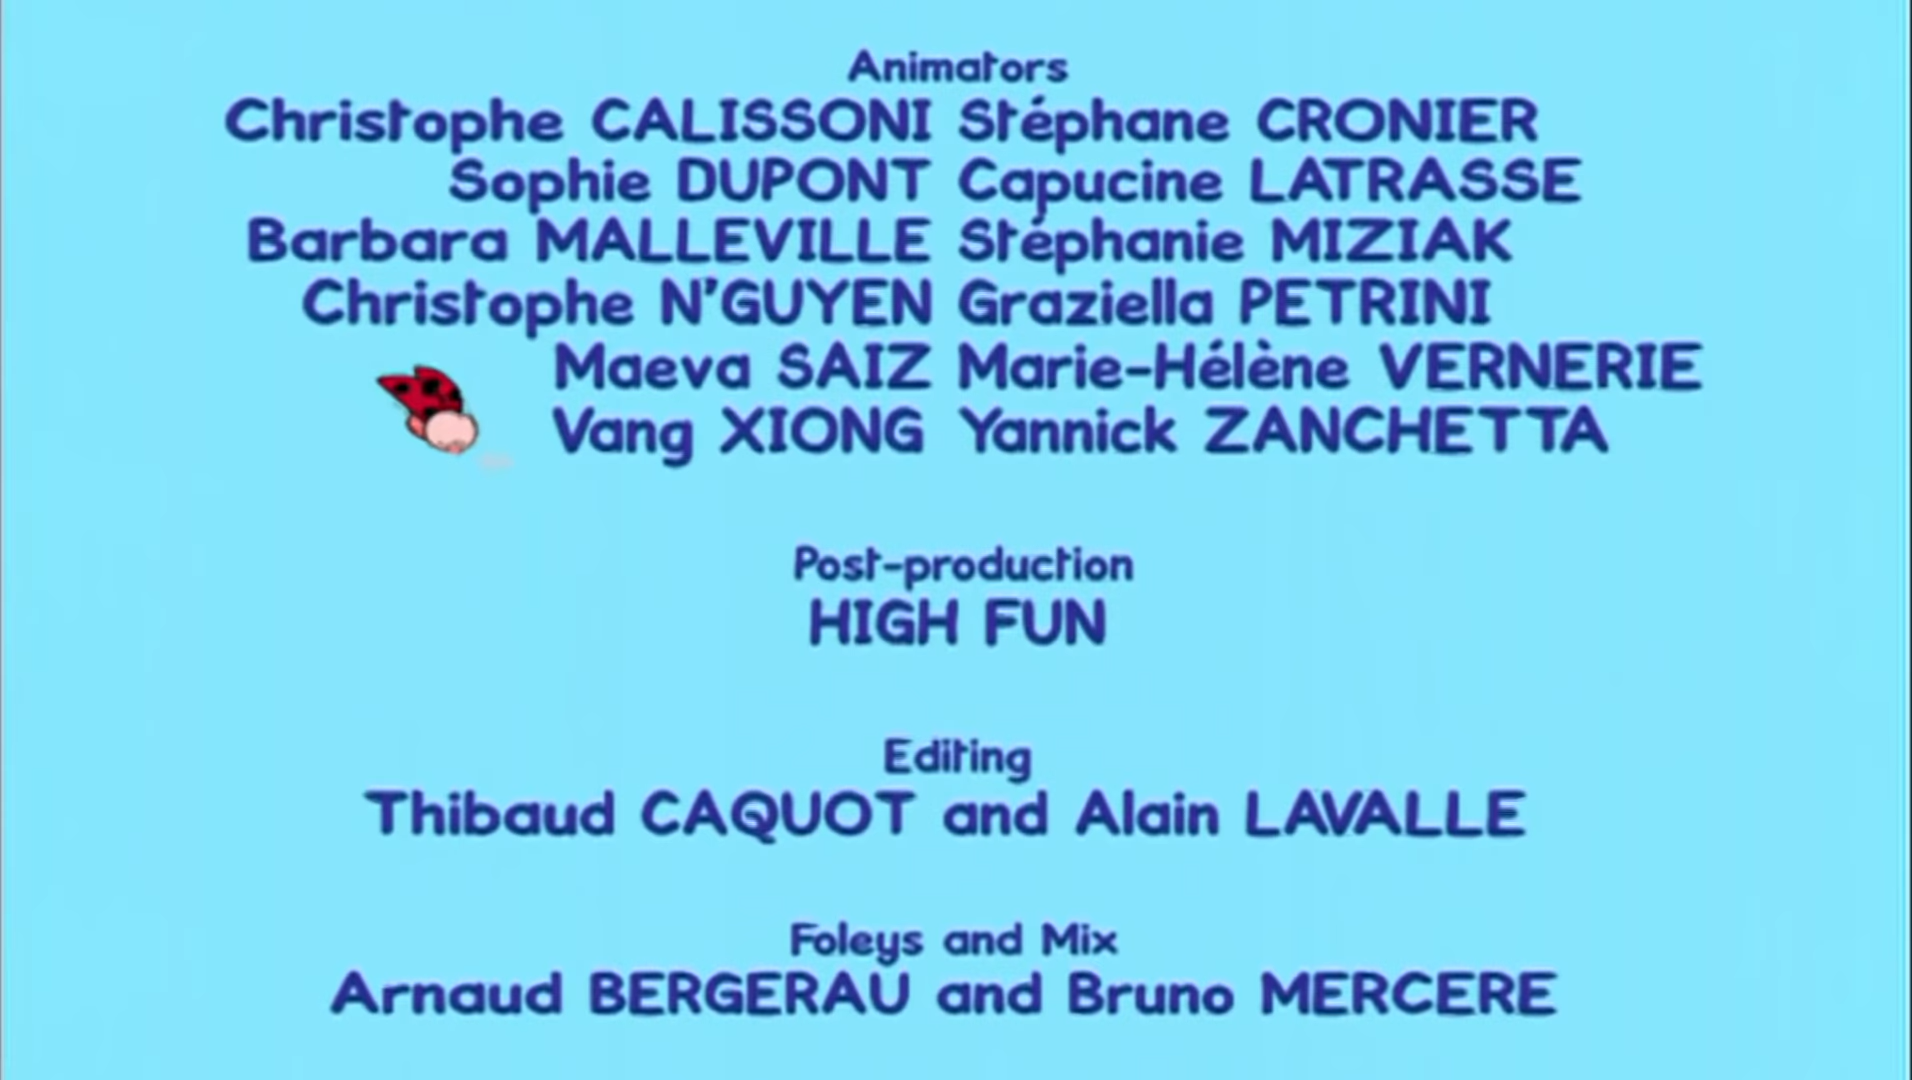 Animators
Christophe CALISSONI Stéphane CRONIER
Sophie DUPONT Capucine LATRASSE
Barbara MALLEVILLE Stéphanie MIZIAK
Christophe N'GUYEN Graziella PETRINI
Maeva SAIZ Marie-Hélène VERNERIE
Vang XIONG Yannick ZANCHETTA
Post-production
HIGH FUN
Editing
Thibaud CAQUOT and Alain LAVALLE
Foleys and Mix
Arnaud BERGERAU and Bruno MERCERE